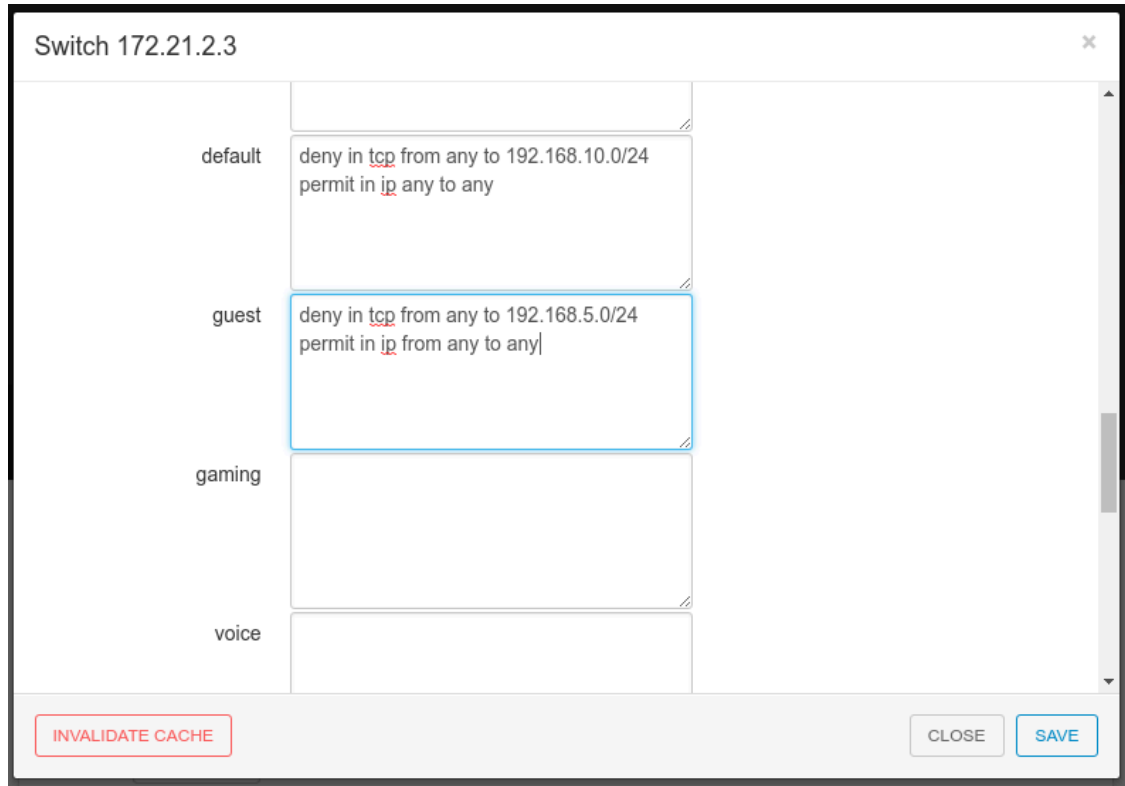 Switch 172.21.2.3
×
default
deny in tcp from any to 192.168.10.0/24
permit in ip any to any
guest
deny in tcp from any to 192.168.5.0/24
permit in ip from any to any
gaming
voice
INVALIDATE CACHE
CLOSE
SAVE